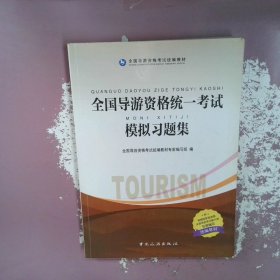 全国导游资格考试统编教材
QUANGUO DAOYOU ZIGE TONGYI KAOSHI
全国导游资格统一考试
MONI XITIJI
模拟习题集
全国导游资格考试统编教材专家编写组 编
TOURISM
中国旅游出版社